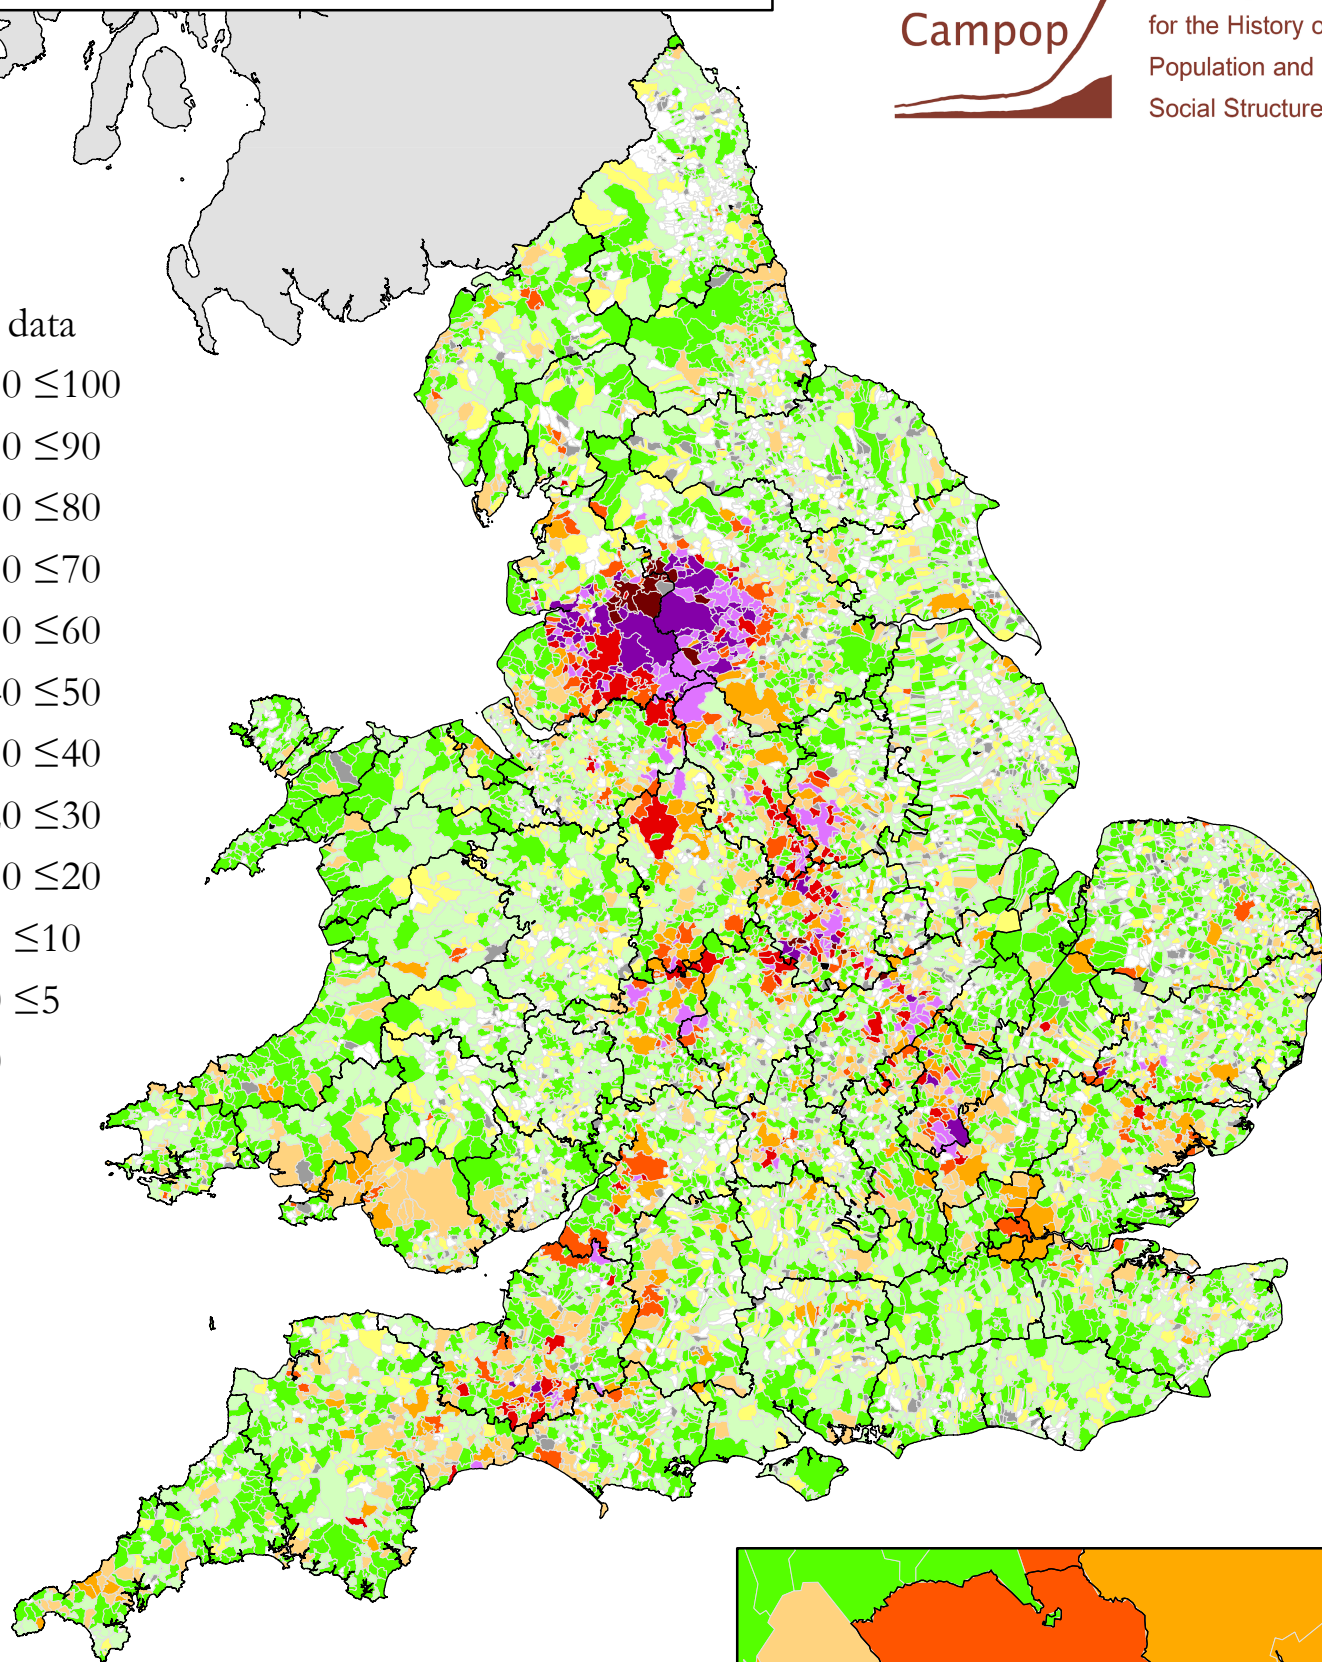 Campop
for the History o
Population and
Social Structure
data
0 ≤100
0 ≤90
0 ≤80
0 ≤70
0 ≤60
0 ≤50
0 ≤40
0 ≤30
0 ≤20
≤10
≤5